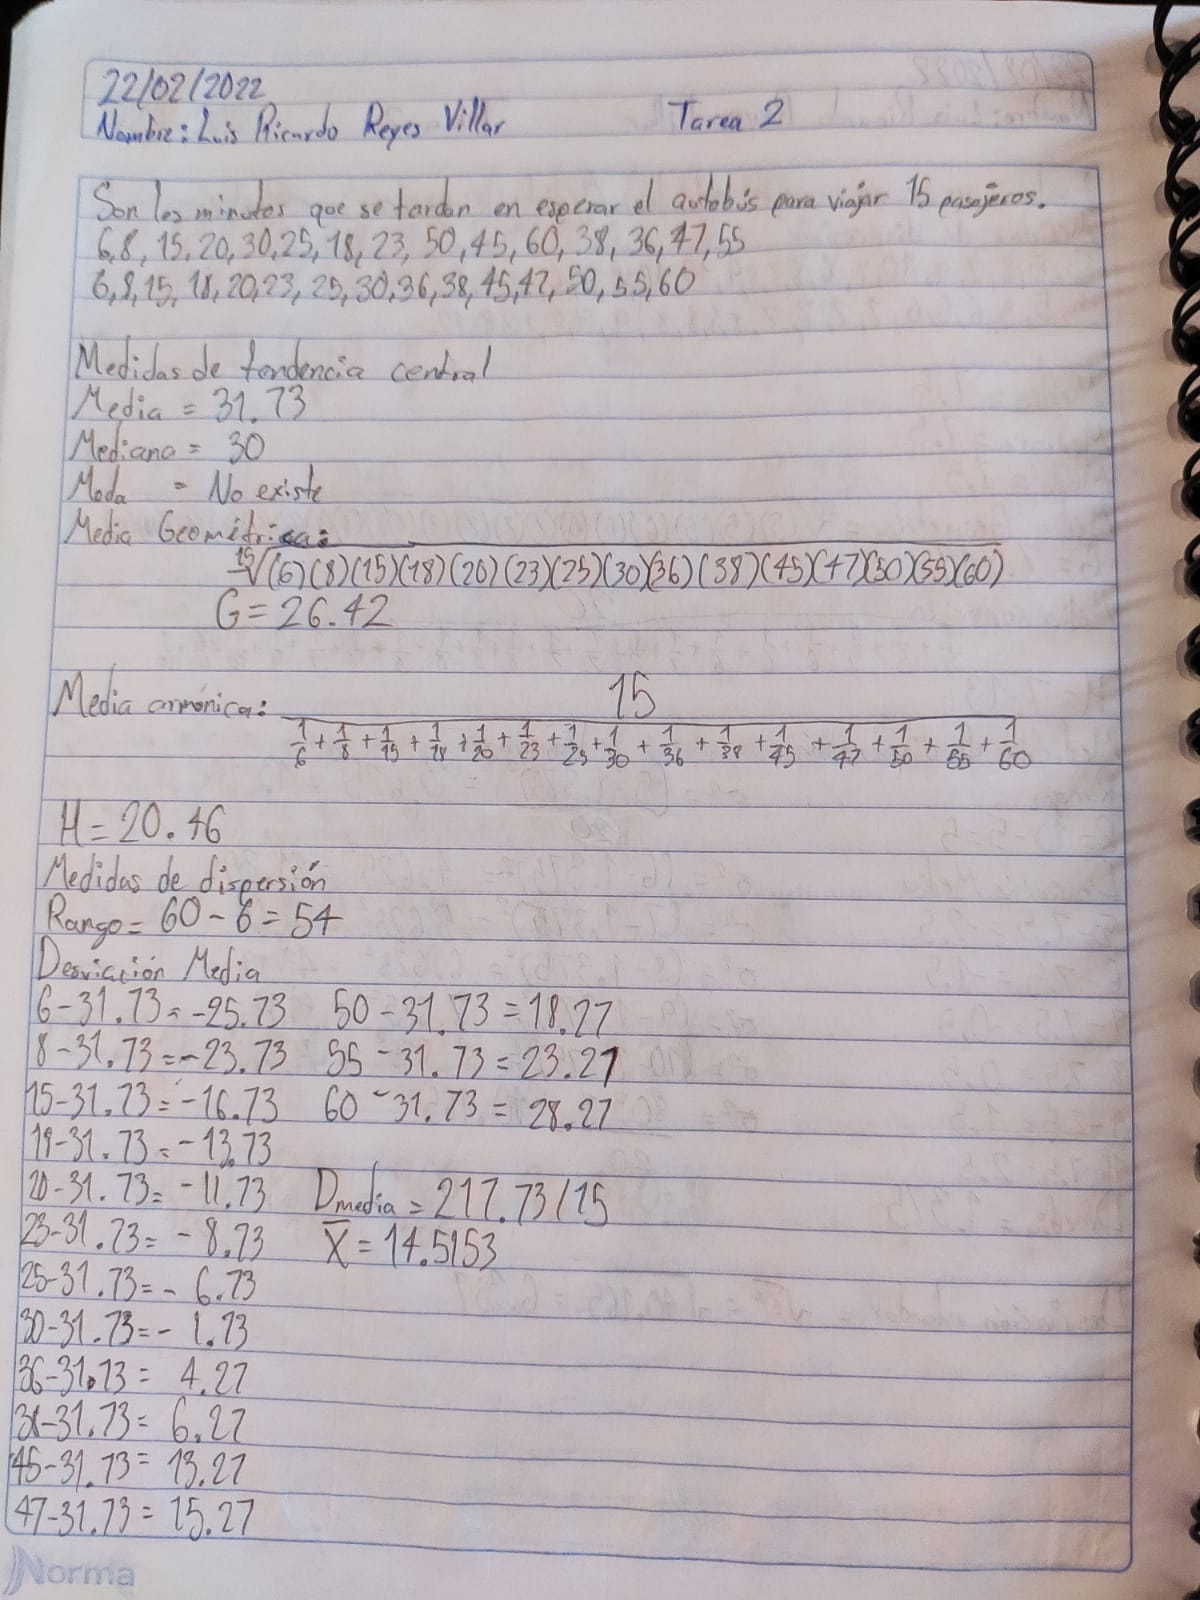 22/02/2022
Nombre: Luis Ricardo Reyes Villar Tarea 2
Son los minutos que se tardan en esperar el autobús para viajar 15 pasajeros.
6,8, 15, 20, 30, 25, 18, 23, 50, 45, 60, 38, 36, 47, 55
6, 8, 15, 18, 20, 23, 25, 30, 36, 38, 45, 47, 50, 55, 60
Medidas de tendencia central
Media = 31.73
Mediana = 30
Moda = No existe
Media Geométrica:
15√(6)(8)(15)(18)(20)(23)(25)(30)(36)(38)(45)(47)(50)(55)(60)
G = 26.42
Media armónica: 15
1/6 + 1/8 + 1/15 + 1/18 + 1/20 + 1/23 + 1/25 + 1/30 + 1/36 + 1/38 + 1/45 + 1/47 + 1/50 + 1/55 + 1/60
H = 20.46
Medidas de dispersión
Rango = 60 - 6 = 54
Desviación Media
6-31.73 = -25.73 50-31.73 = 18.27
8-31.73 = -23.73 55-31.73 = 23.27
15-31.73 = -16.73 60-31.73 = 28.27
18-31.73 = -13.73
20-31.73 = -11.73 Dmedia = 217.73/15
23-31.73 = -8.73 X̄ = 14.5153
25-31.73 = -6.73
30-31.73 = -1.73
36-31.73 = 4.27
38-31.73 = 6.27
45-31.73 = 13.27
47-31.73 = 15.27
Norma